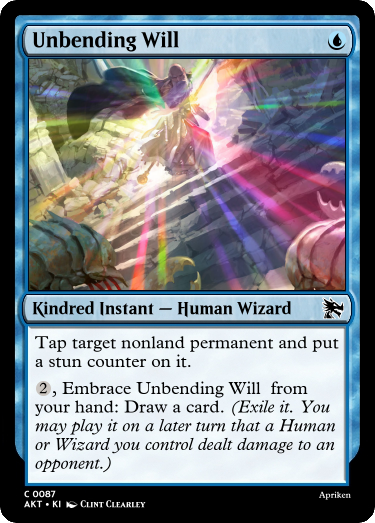 Unbending Will
Kindred Instant — Human Wizard
Tap target nonland permanent and put
a stun counter on it.
2, Embrace Unbending Will from
your hand: Draw a card. (Exile it. You
may play it on a later turn that a Human
or Wizard you control dealt damage to an
opponent.)
C 0087
Apriken
AKT • KI Clint Clearley